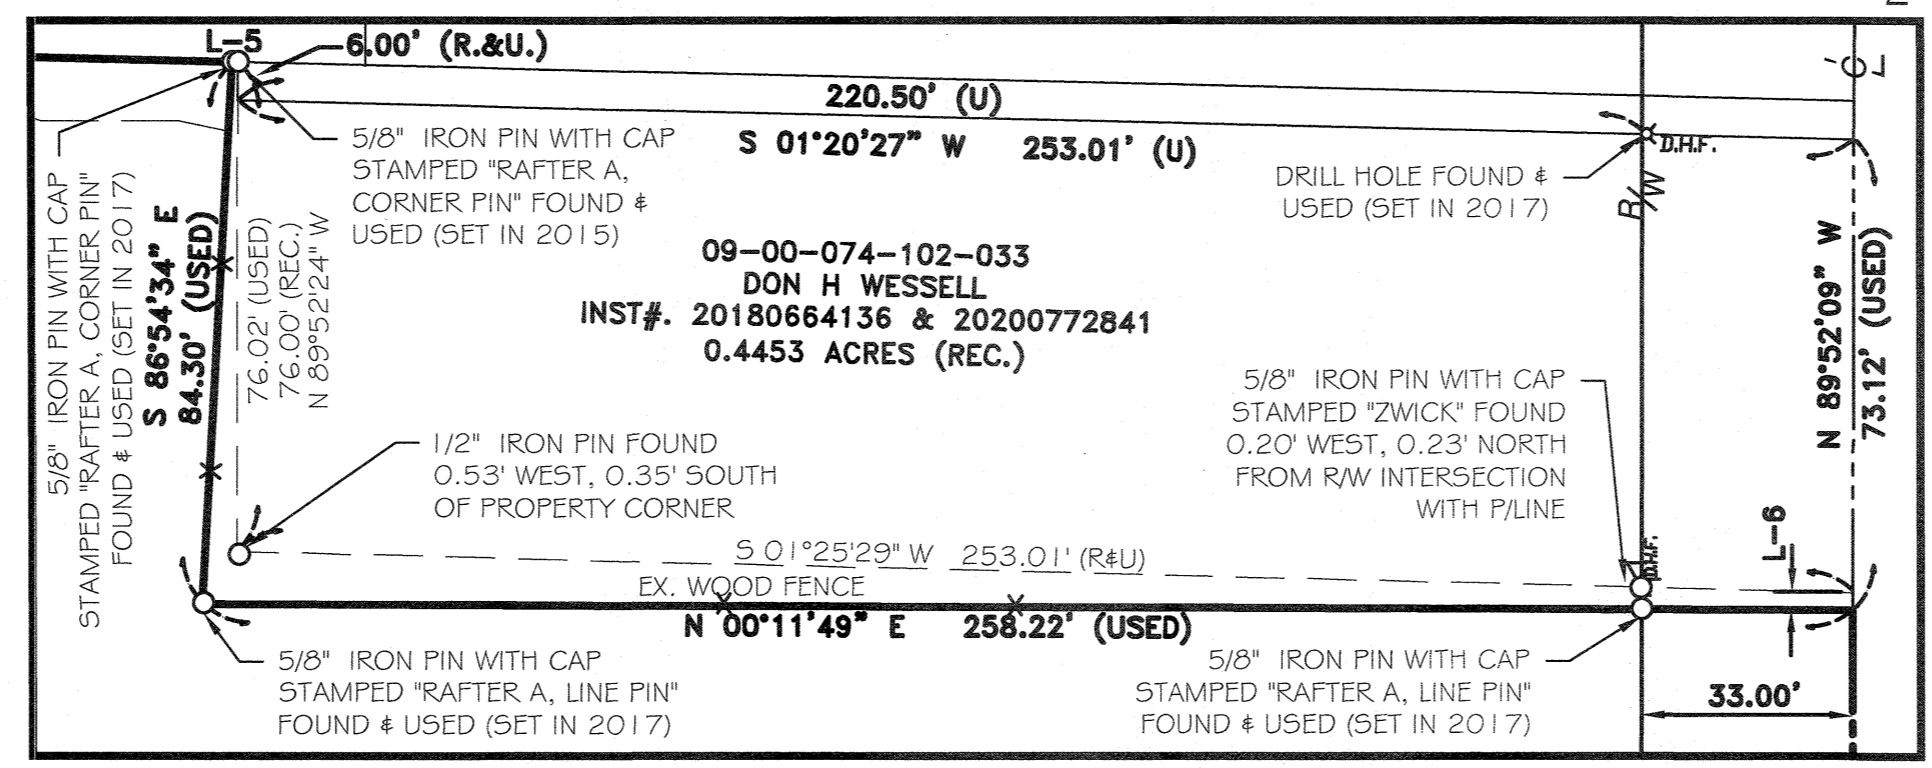 L-5
6.00' (R.&U.)
220.50' (U)
S 01°20'27" W 253.01' (U)
5/8" IRON PIN WITH CAP
STAMPED "RAFTER A,
CORNER PIN" FOUND &
USED (SET IN 2015)
D.H.F.
DRILL HOLE FOUND &
USED (SET IN 2017)
R/W
5/8" IRON PIN WITH CAP
STAMPED "RAFTER A, CORNER PIN"
FOUND & USED (SET IN 2017)
S 86°54'34" E
84.30' (USED)
76.02' (USED)
76.00' (REC.)
N 89°52'24" W
09-00-074-102-033
DON H WESSELL
INST#. 20180664136 & 20200772841
0.4453 ACRES (REC.)
N 89°52'09" W
73.12' (USED)
5/8" IRON PIN WITH CAP
STAMPED "ZWICK" FOUND
0.20' WEST, 0.23' NORTH
FROM R/W INTERSECTION
WITH P/LINE
1/2" IRON PIN FOUND
0.53' WEST, 0.35' SOUTH
OF PROPERTY CORNER
L-6
D.H.F.
S 01°25'29" W 253.01' (R&U)
EX. WOOD FENCE
N 00°11'49" E 258.22' (USED)
5/8" IRON PIN WITH CAP
STAMPED "RAFTER A, LINE PIN"
FOUND & USED (SET IN 2017)
5/8" IRON PIN WITH CAP
STAMPED "RAFTER A, LINE PIN"
FOUND & USED (SET IN 2017)
33.00'